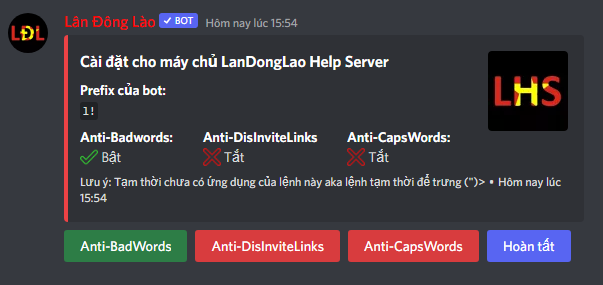 LĐL
Lân Đông Lào ✓ BOT Hôm nay lúc 15:54
Cài đặt cho máy chủ LanDongLao Help Server
LHS
Prefix của bot:
1!
Anti-Badwords: Anti-DisInviteLinks Anti-CapsWords:
Bật Tắt Tắt
Lưu ý: Tạm thời chưa có ứng dụng của lệnh này aka lệnh tạm thời để trưng (")> • Hôm nay lúc
15:54
Anti-BadWords Anti-DisInviteLinks Anti-CapsWords Hoàn tất